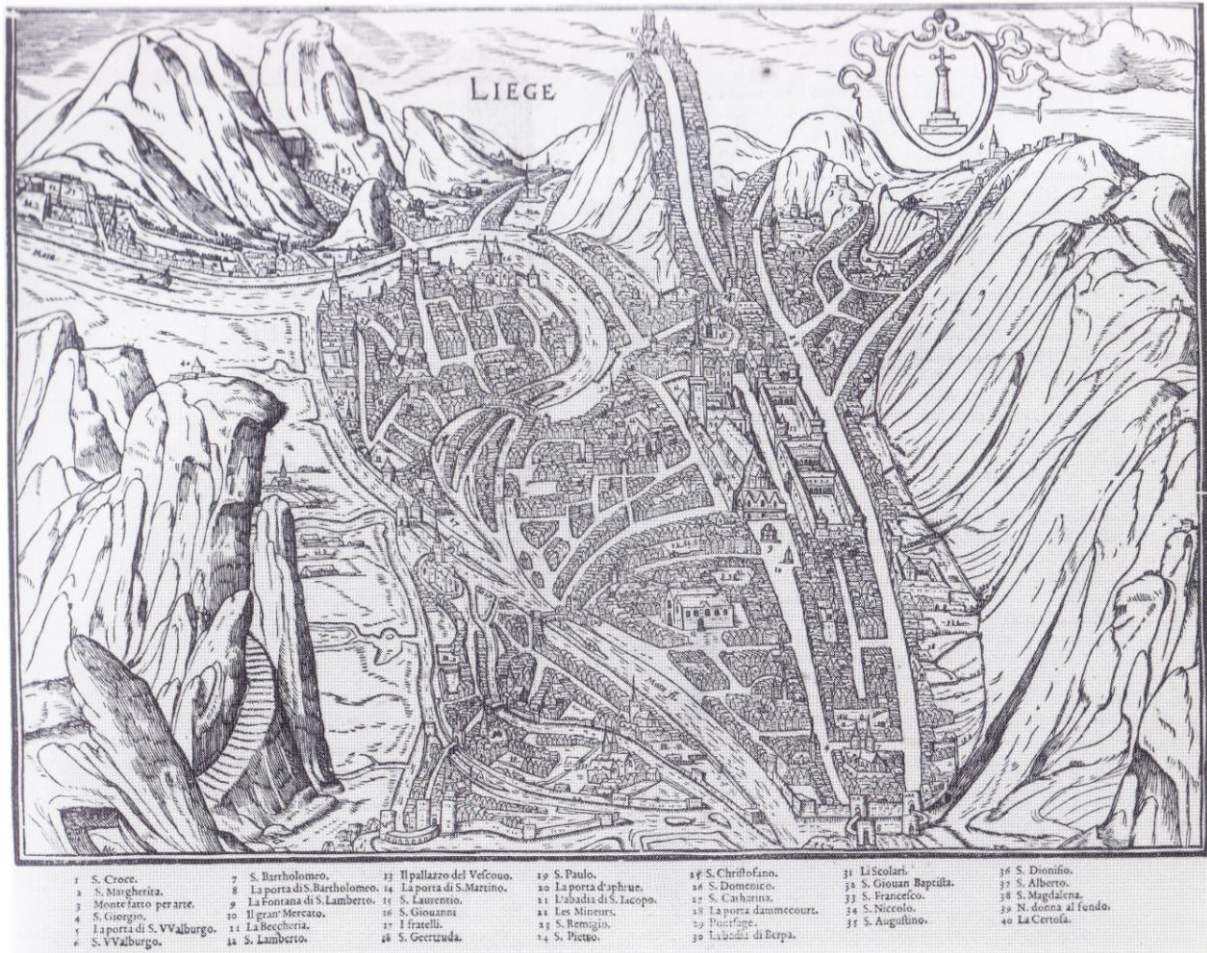 LIEGE
Mosa
Mosa fl.
1 S. Croce.
2 S. Margherita.
3 Monte fatto per arte.
4 S. Giorgio.
5 La porta di S. VValburgo.
6 S. VValburgo.
7 S. Bartholomeo.
8 La porta di S. Bartholomeo.
9 La Fontana di S. Lamberto.
10 Il gran' Mercato.
11 La Beccheria.
12 S. Lamberto.
13 Il pallazzo del Vescouo.
14 La porta di S. Martino.
15 S. Laurentio.
16 S. Giouanni
17 I fratelli.
18 S. Geertruda.
19 S. Paulo.
20 La porta d'aphrue.
21 L'abadia di S. Iacopo.
22 Les Mineurs.
23 S. Remigio.
24 S. Pietro.
25 S. Christofano.
26 S. Domenico.
27 S. Catharina.
28 La porta dammecourt.
29 Pontfage.
30 Labadia di Berpa.
31 Li Scolari.
32 S. Giouan Baptista.
33 S. Francesco.
34 S. Niccolo.
35 S. Augustino.
36 S. Dionisio.
37 S. Alberto.
38 S. Magdalena.
39 N. donna al fondo.
40 La Certosa.